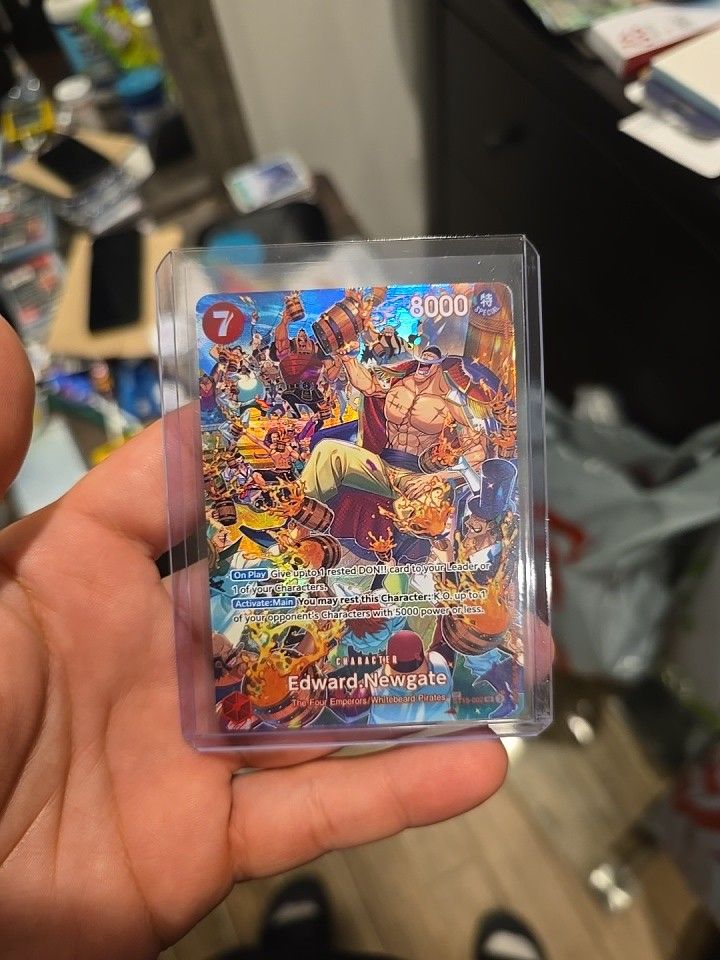 7
8000
特
SPECIAL
On Play Give up to 1 rested DON!! card to your Leader or
1 of your Characters.
Activate:Main You may rest this Character: K.O. up to 1
of your opponent's Characters with 5000 power or less.
CHARACTER
Edward Newgate
The Four Emperors/Whitebeard Pirates
ST15-002